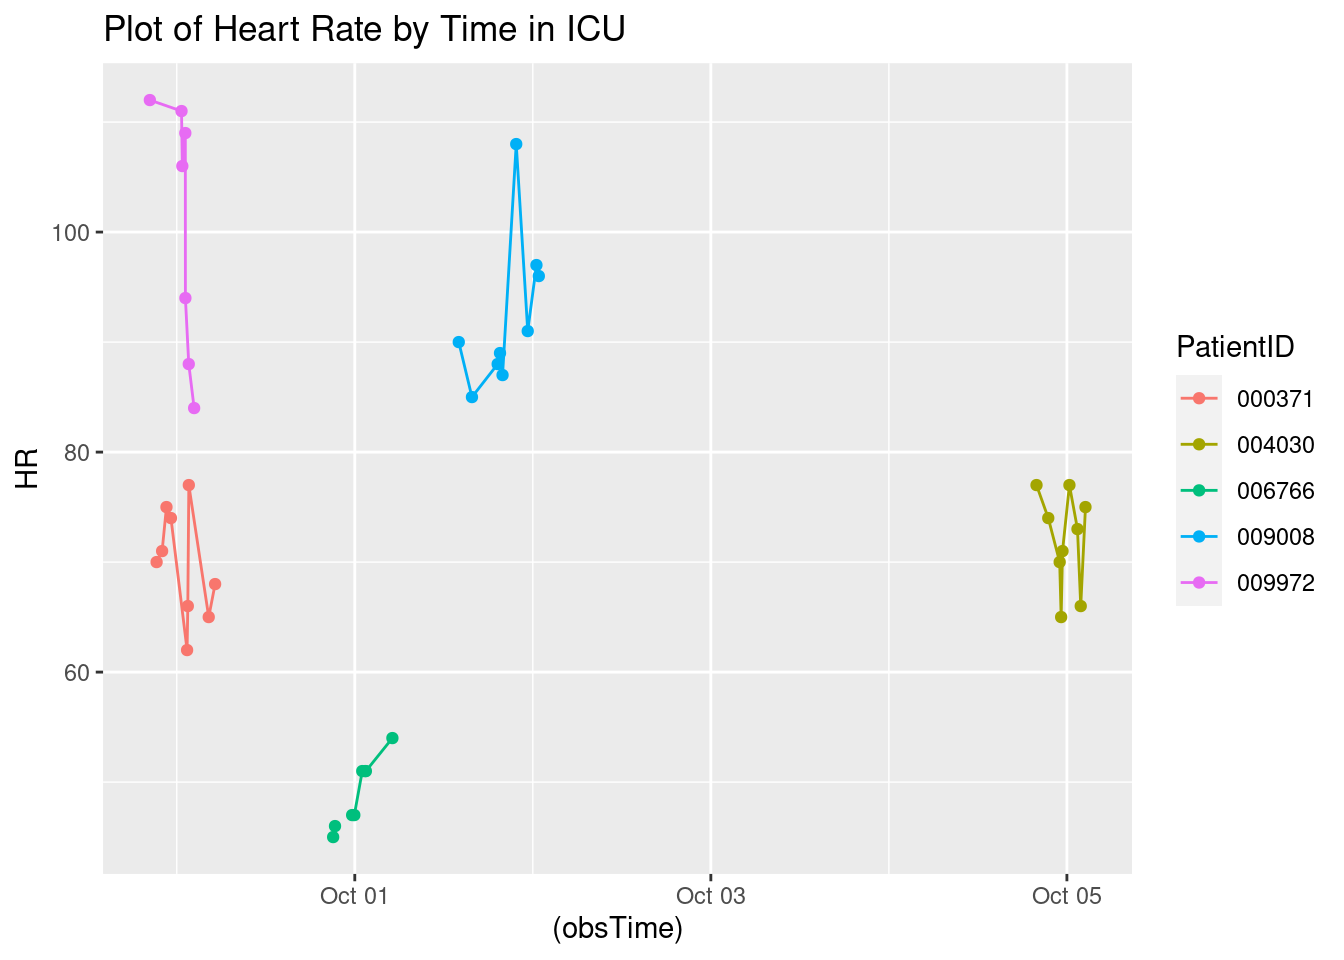 Plot of Heart Rate by Time in ICU
HR
100
80
60
Oct 01
Oct 03
Oct 05
(obsTime)
PatientID
000371
004030
006766
009008
009972